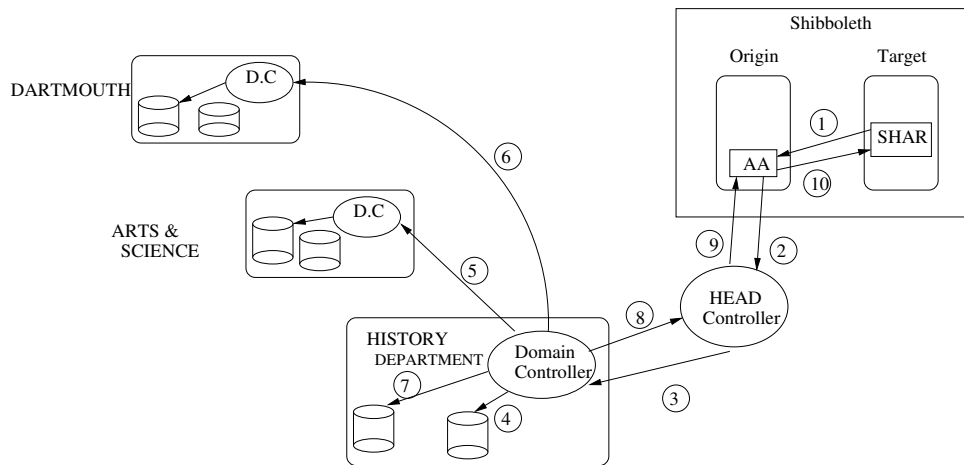 Shibboleth
Origin
Target
D.C
DARTMOUTH
1
SHAR
6
AA
10
D.C
ARTS &
SCIENCE
9
2
5
HEAD
Controller
8
HISTORY
DEPARTMENT
Domain
Controller
7
3
4